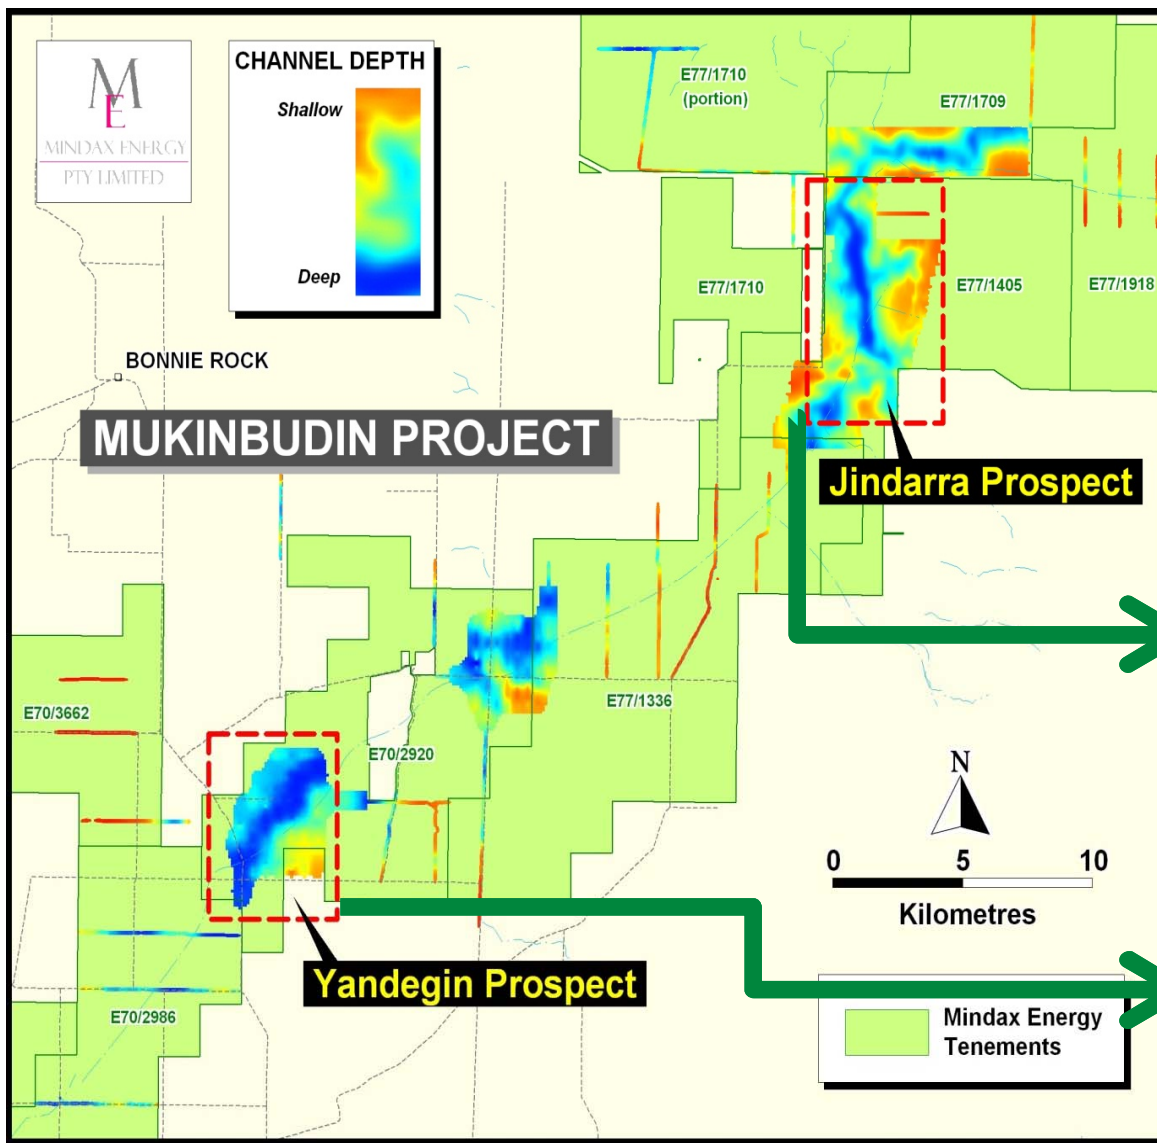 ME
MINDAX ENERGY
PTY LIMITED
CHANNEL DEPTH
Shallow
Deep
E77/1710
(portion)
E77/1709
E77/1710
E77/1405
E77/1918
BONNIE ROCK
MUKINBUDIN PROJECT
Jindarra Prospect
E70/3662
E77/1336
E70/2920
N
0 5 10
Kilometres
Yandegin Prospect
E70/2986
Mindax Energy
Tenements